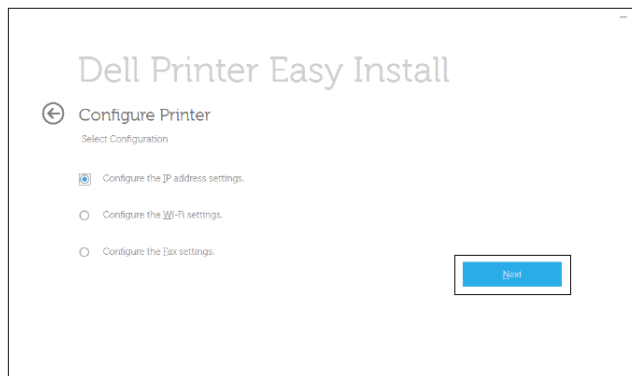 Dell Printer Easy Install
Configure Printer
Select Configuration
Configure the IP address settings.
Configure the Wi-Fi settings.
Configure the Fax settings.
Next